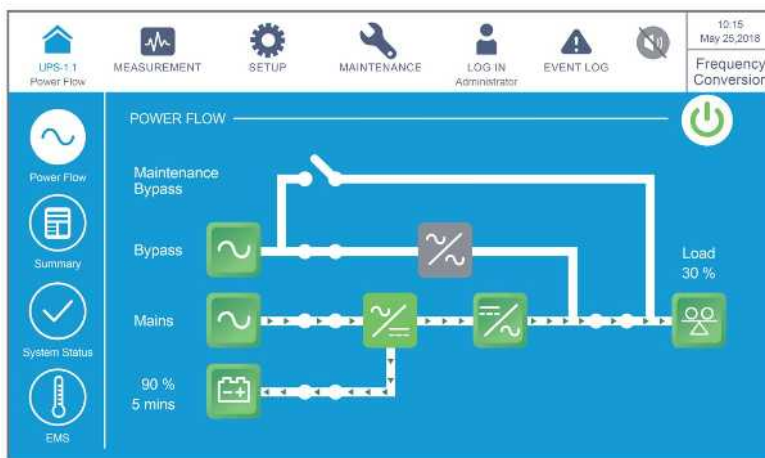 UPS-1.1
Power Flow
MEASUREMENT
SETUP
MAINTENANCE
LOG IN
Administrator
EVENT LOG
10:15
May 25,2018
Frequency
Conversion
POWER FLOW
Power Flow
Summary
System Status
EMS
Maintenance
Bypass
Bypass
Mains
90 %
5 mins
Load
30 %